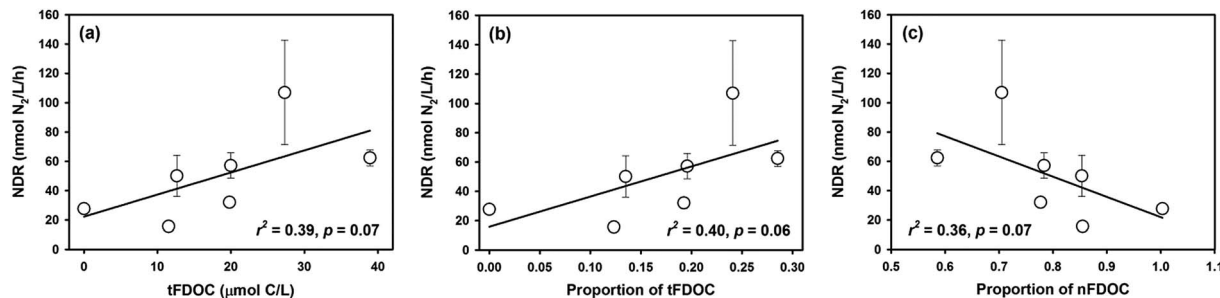 (a)
NDR (nmol N₂/L/h)
160
140
120
100
80
60
40
20
0
r² = 0.39, p = 0.07
0 10 20 30 40
tFDOC (μmol C/L)
(b)
NDR (nmol N₂/L/h)
160
140
120
100
80
60
40
20
0
r² = 0.40, p = 0.06
0.00 0.05 0.10 0.15 0.20 0.25 0.30
Proportion of tFDOC
(c)
NDR (nmol N₂/L/h)
160
140
120
100
80
60
40
20
0
r² = 0.36, p = 0.07
0.5 0.6 0.7 0.8 0.9 1.0 1.1
Proportion of nFDOC